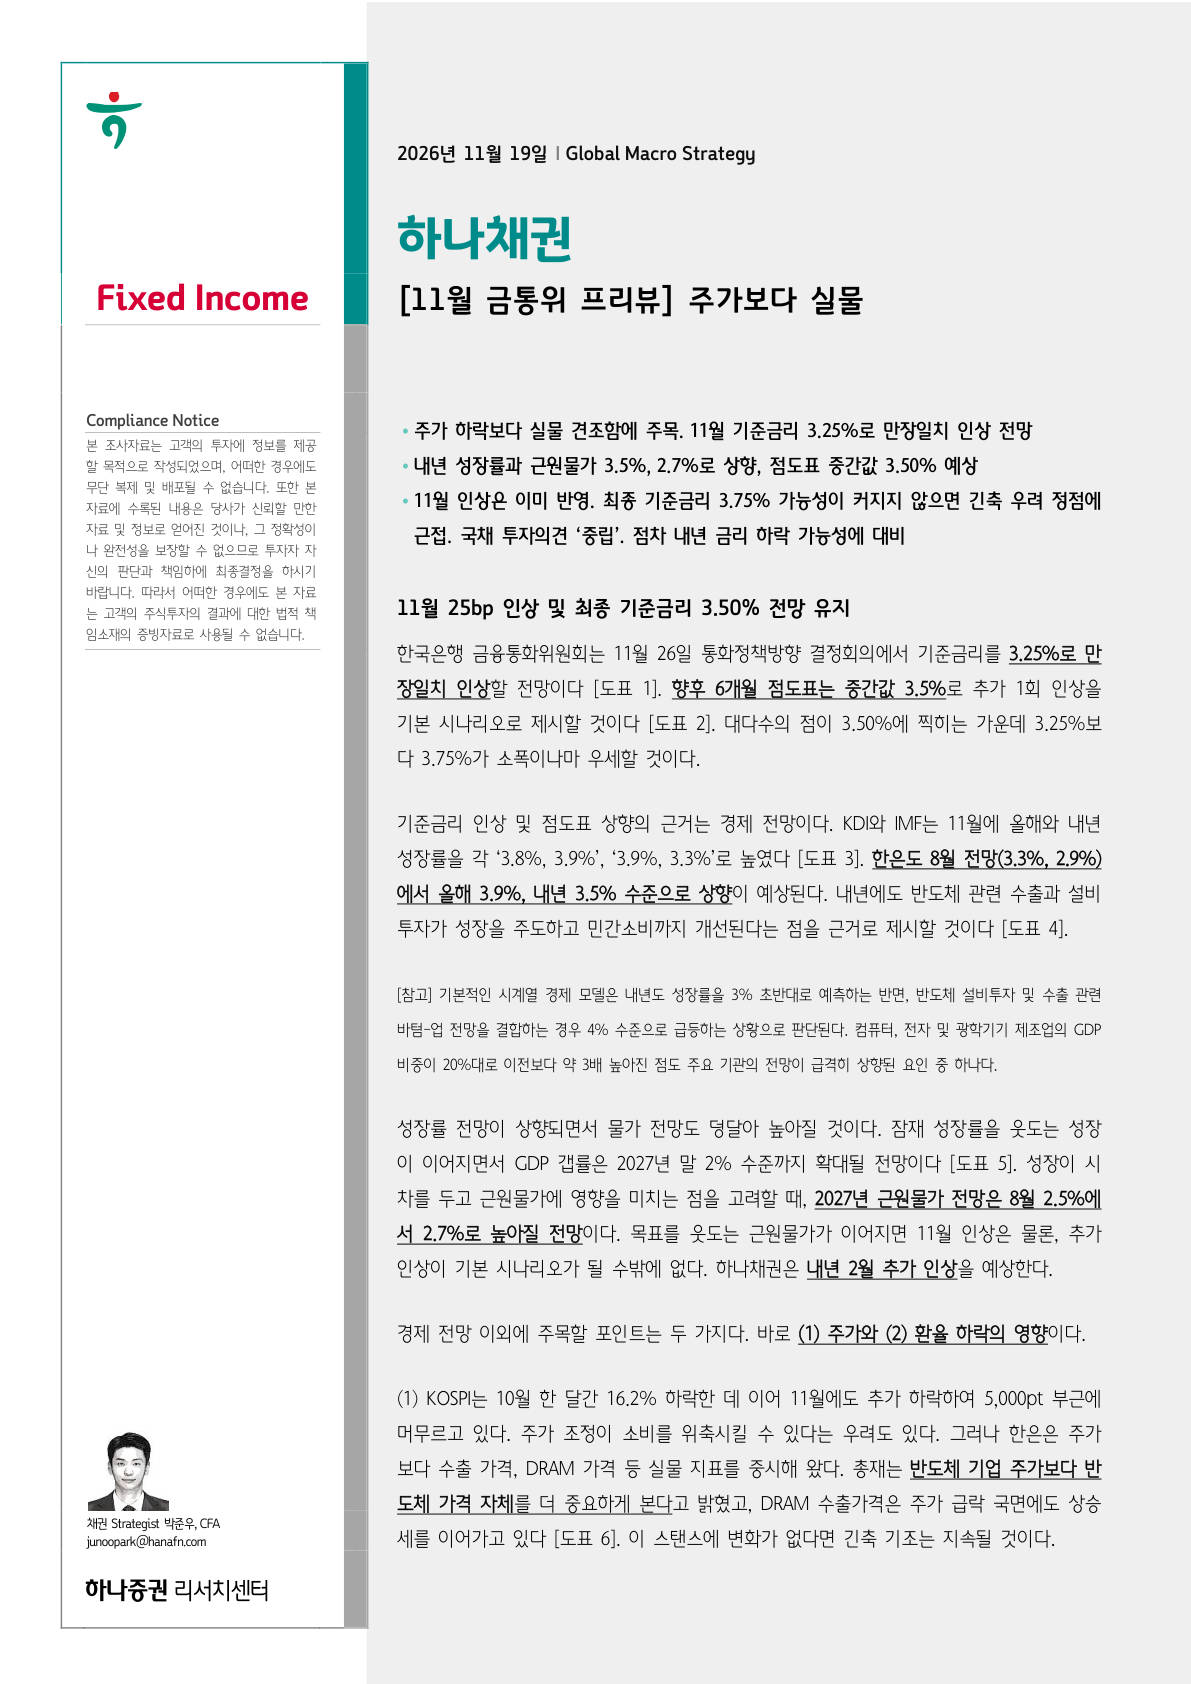 2026년 11월 19일 | Global Macro Strategy
하나채권
[11월 금통위 프리뷰] 주가보다 실물
Fixed Income
Compliance Notice
본 조사자료는 고객의 투자에 정보를 제공
할 목적으로 작성되었으며, 어떠한 경우에도
무단 복제 및 배포될 수 없습니다. 또한 본
자료에 수록된 내용은 당사가 신뢰할 만한
자료 및 정보로 얻어진 것이나, 그 정확성이
나 완전성을 보장할 수 없으므로 투자자 자
신의 판단과 책임하에 최종결정을 하시기
바랍니다. 따라서 어떠한 경우에도 본 자료
는 고객의 주식투자의 결과에 대한 법적 책
임소재의 증빙자료로 사용될 수 없습니다.
• 주가 하락보다 실물 견조함에 주목. 11월 기준금리 3.25%로 만장일치 인상 전망
• 내년 성장률과 근원물가 3.5%, 2.7%로 상향, 점도표 중간값 3.50% 예상
• 11월 인상은 이미 반영. 최종 기준금리 3.75% 가능성이 커지지 않으면 긴축 우려 정점에
근접. 국채 투자의견 ‘중립’. 점차 내년 금리 하락 가능성에 대비
11월 25bp 인상 및 최종 기준금리 3.50% 전망 유지
한국은행 금융통화위원회는 11월 26일 통화정책방향 결정회의에서 기준금리를 3.25%로 만
장일치 인상할 전망이다 [도표 1]. 향후 6개월 점도표는 중간값 3.5%로 추가 1회 인상을
기본 시나리오로 제시할 것이다 [도표 2]. 대다수의 점이 3.50%에 찍히는 가운데 3.25%보
다 3.75%가 소폭이나마 우세할 것이다.
기준금리 인상 및 점도표 상향의 근거는 경제 전망이다. KDI와 IMF는 11월에 올해와 내년
성장률을 각 ‘3.8%, 3.9%’, ‘3.9%, 3.3%’로 높였다 [도표 3]. 한은도 8월 전망(3.3%, 2.9%)
에서 올해 3.9%, 내년 3.5% 수준으로 상향이 예상된다. 내년에도 반도체 관련 수출과 설비
투자가 성장을 주도하고 민간소비까지 개선된다는 점을 근거로 제시할 것이다 [도표 4].
[참고] 기본적인 시계열 경제 모델은 내년도 성장률을 3% 초반대로 예측하는 반면, 반도체 설비투자 및 수출 관련
바텀-업 전망을 결합하는 경우 4% 수준으로 급등하는 상황으로 판단된다. 컴퓨터, 전자 및 광학기기 제조업의 GDP
비중이 20%대로 이전보다 약 3배 높아진 점도 주요 기관의 전망이 급격히 상향된 요인 중 하나다.
성장률 전망이 상향되면서 물가 전망도 덩달아 높아질 것이다. 잠재 성장률을 웃도는 성장
이 이어지면서 GDP 갭률은 2027년 말 2% 수준까지 확대될 전망이다 [도표 5]. 성장이 시
차를 두고 근원물가에 영향을 미치는 점을 고려할 때, 2027년 근원물가 전망은 8월 2.5%에
서 2.7%로 높아질 전망이다. 목표를 웃도는 근원물가가 이어지면 11월 인상은 물론, 추가
인상이 기본 시나리오가 될 수밖에 없다. 하나채권은 내년 2월 추가 인상을 예상한다.
경제 전망 이외에 주목할 포인트는 두 가지다. 바로 (1) 주가와 (2) 환율 하락의 영향이다.
(1) KOSPI는 10월 한 달간 16.2% 하락한 데 이어 11월에도 추가 하락하여 5,000pt 부근에
머무르고 있다. 주가 조정이 소비를 위축시킬 수 있다는 우려도 있다. 그러나 한은은 주가
보다 수출 가격, DRAM 가격 등 실물 지표를 중시해 왔다. 총재는 반도체 기업 주가보다 반
도체 가격 자체를 더 중요하게 본다고 밝혔고, DRAM 수출가격은 주가 급락 국면에도 상승
세를 이어가고 있다 [도표 6]. 이 스탠스에 변화가 없다면 긴축 기조는 지속될 것이다.
채권 Strategist 박준우, CFA
junoopark@hanafn.com
하나증권 리서치센터